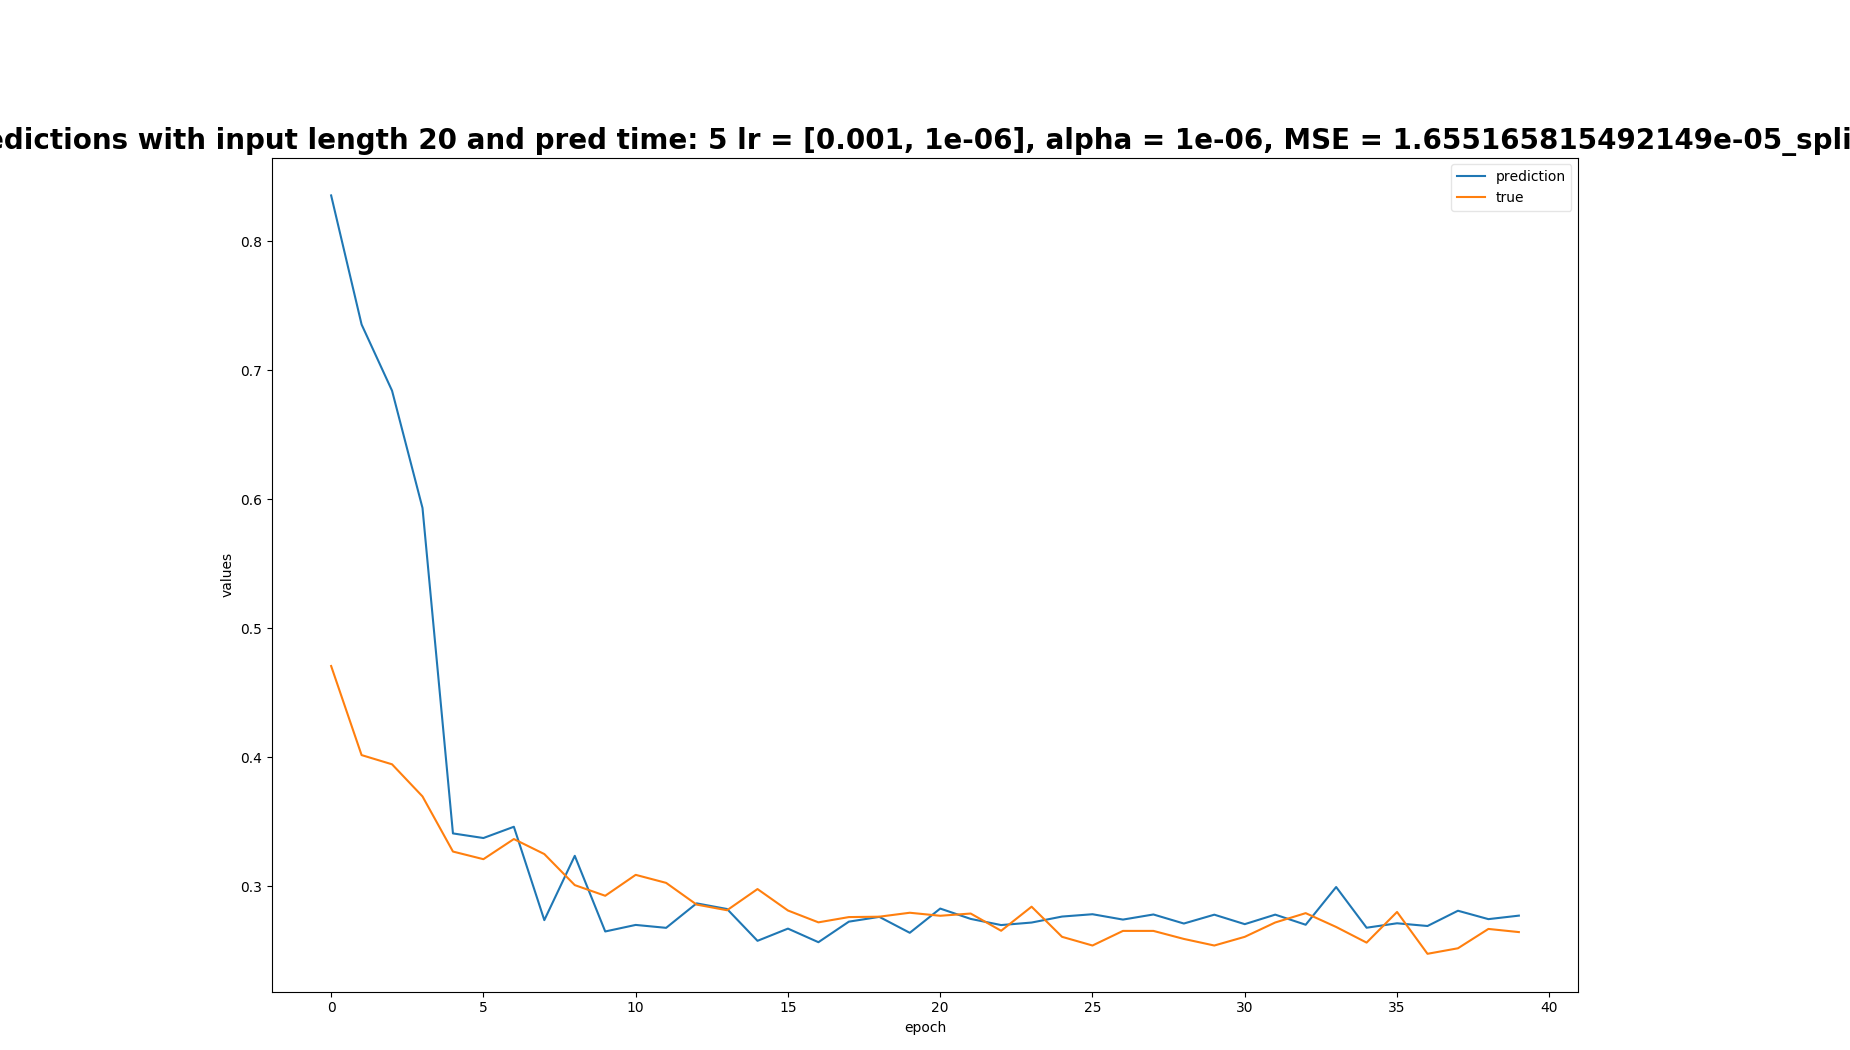 edictions with input length 20 and pred time: 5 lr = [0.001, 1e-06], alpha = 1e-06, MSE = 1.655165815492149e-05_spli
prediction
true
0.8
0.7
0.6
0.5
0.4
0.3
values
0 5 10 15 20 25 30 35 40
epoch